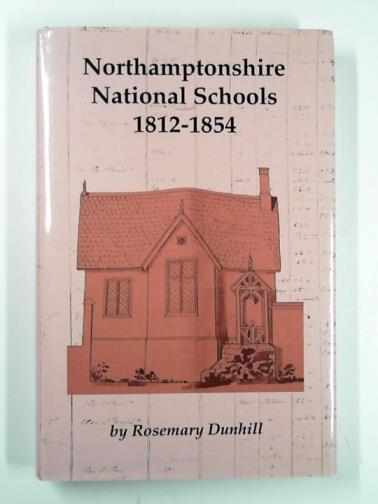 Northamptonshire
National Schools
1812-1854
by Rosemary Dunhill